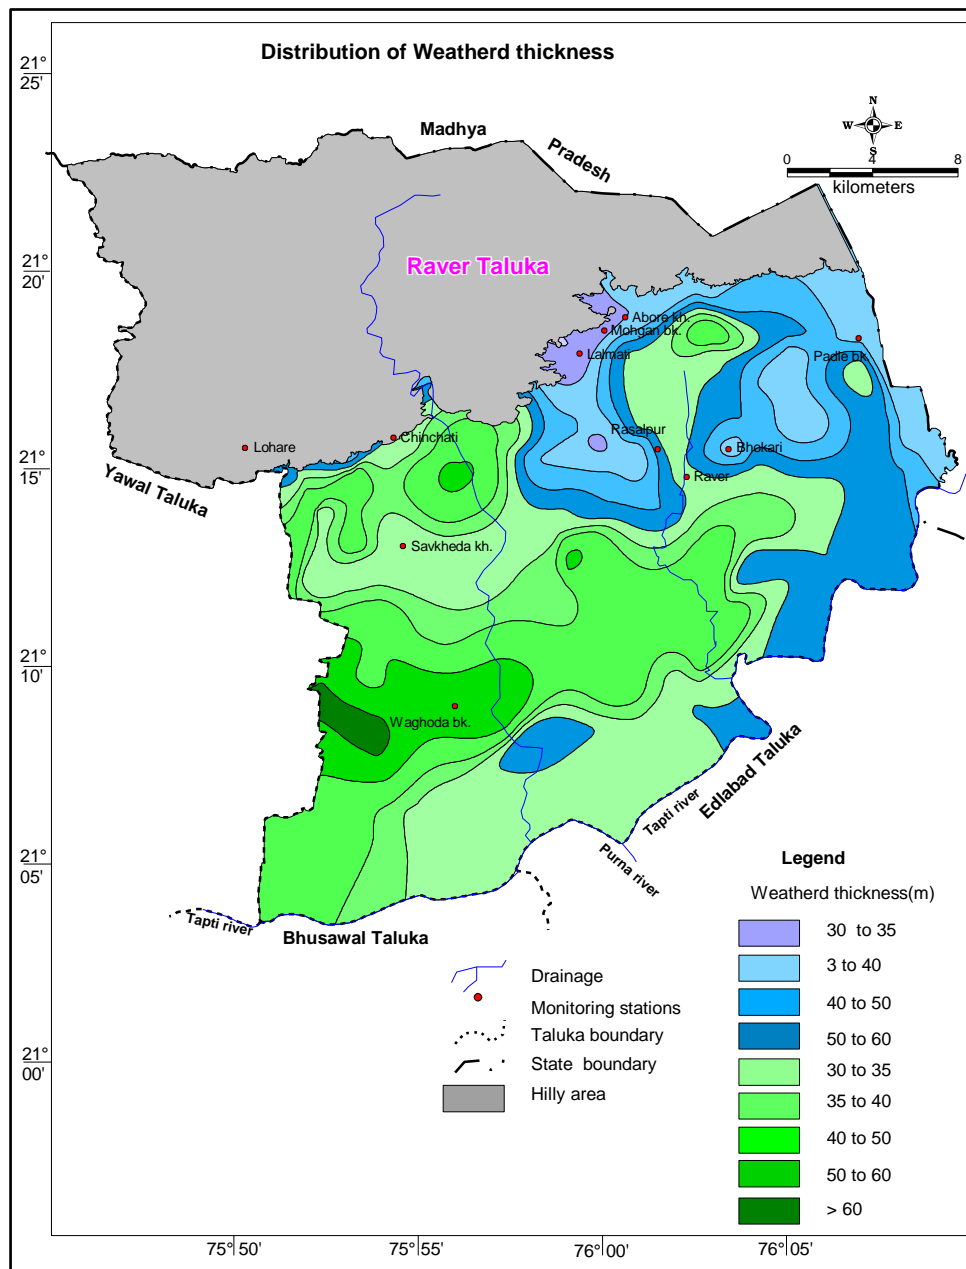 Distribution of Weatherd thickness
21°
25'
N
W E
S
Madhya
Pradesh
0 4 8
kilometers
21°
20'
Raver Taluka
Abore kh.
Mohgan bk.
Lalmati
Padle bk.
Rasalpur
Chinchati
Lohare
Bhokari
21°
15'
Yawal Taluka
Raver
Savkheda kh.
21°
10'
Waghoda bk.
Edlabad Taluka
Tapti river
Purna river
21°
05'
Tapti river
Bhusawal Taluka
Legend
Weatherd thickness(m)
30 to 35
3 to 40
40 to 50
50 to 60
30 to 35
35 to 40
40 to 50
50 to 60
> 60
Drainage
Monitoring stations
Taluka boundary
State boundary
Hilly area
21°
00'
75° 50' 75° 55' 76° 00' 76° 05'